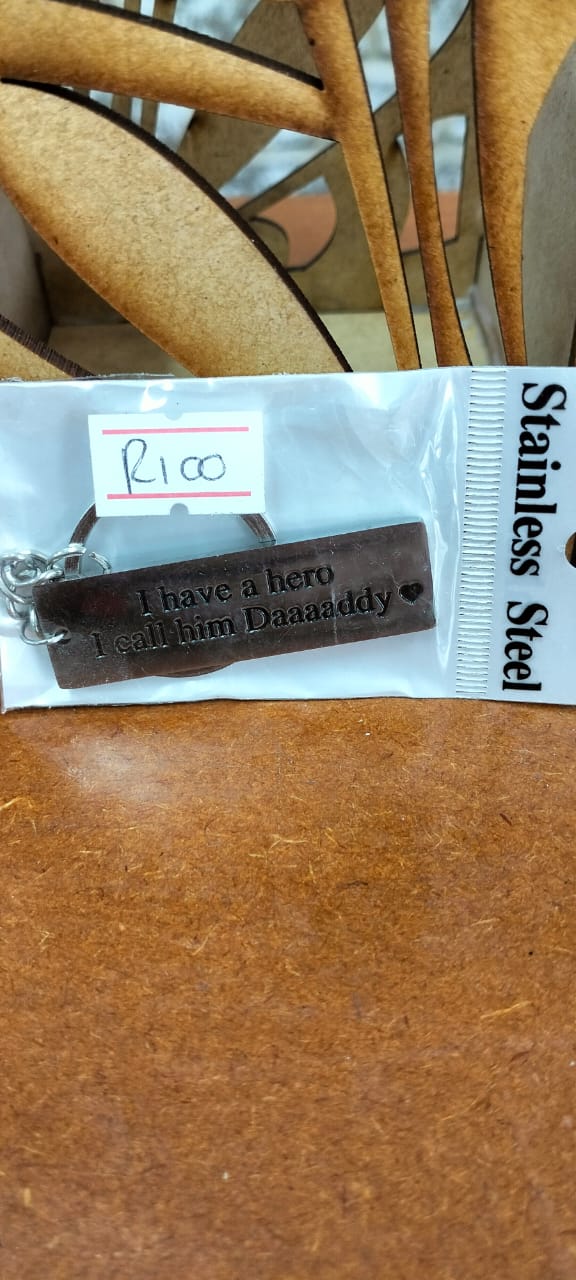 R100
I have a hero
I call him Daaaaddy ♥
Stainless Steel